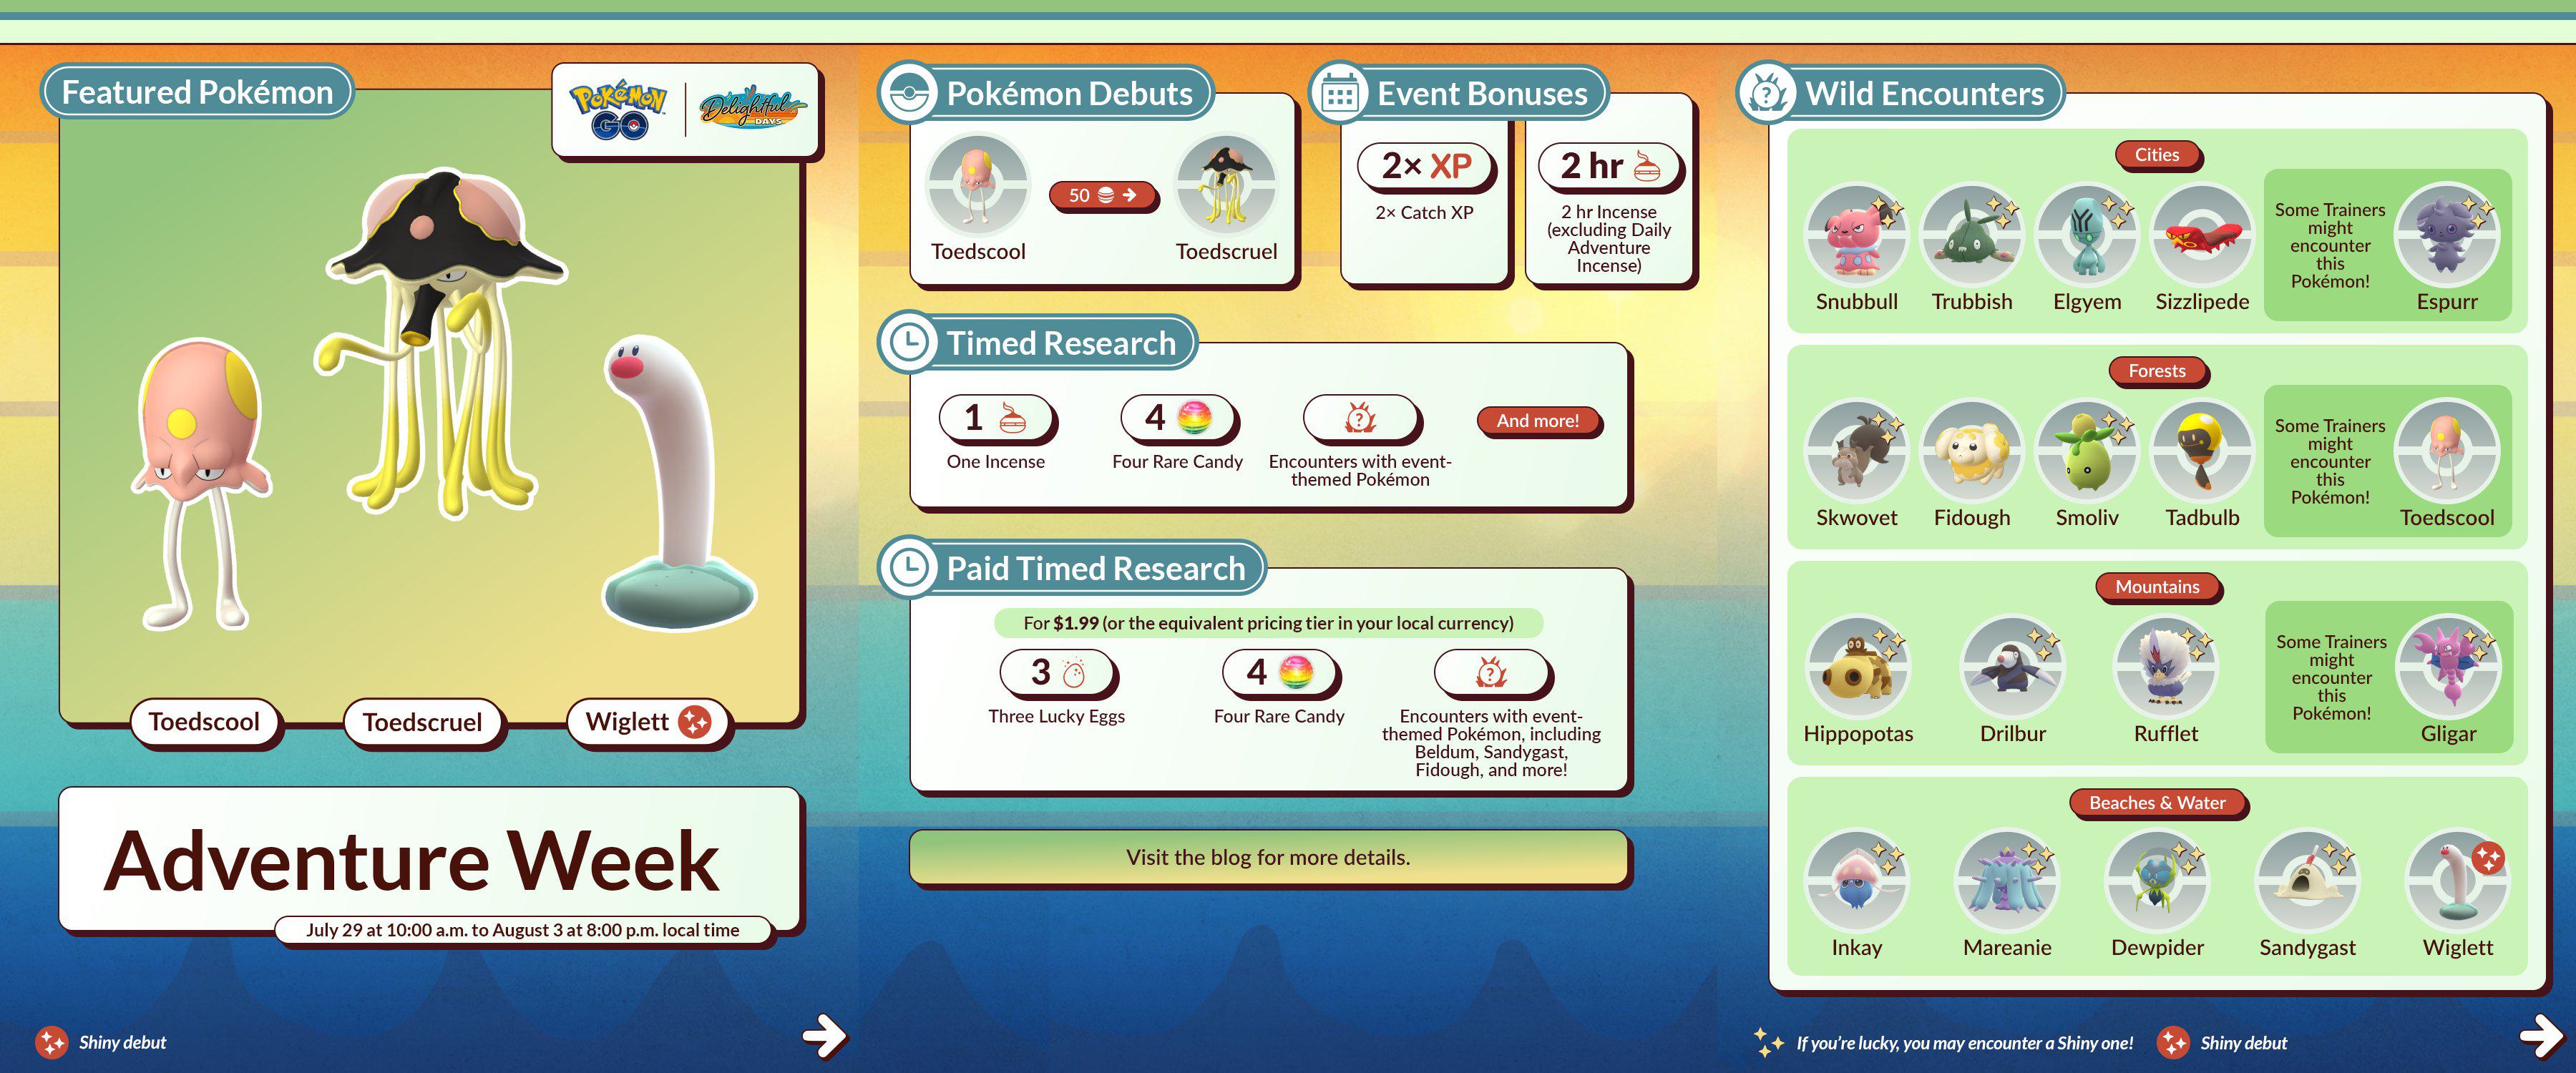 Featured Pokémon
POKÉMON
GO
Delightful
DAYS
Toedscool
Toedscruel
Wiglett
Adventure Week
July 29 at 10:00 a.m. to August 3 at 8:00 p.m. local time
Shiny debut
Pokémon Debuts
50
Toedscool
Toedscruel
Event Bonuses
2× XP
2× Catch XP
2 hr
2 hr Incense
(excluding Daily
Adventure
Incense)
Timed Research
1
One Incense
4
Four Rare Candy
?
Encounters with event-
themed Pokémon
And more!
Paid Timed Research
For $1.99 (or the equivalent pricing tier in your local currency)
3
Three Lucky Eggs
4
Four Rare Candy
?
Encounters with event-
themed Pokémon, including
Beldum, Sandygast,
Fidough, and more!
Visit the blog for more details.
?
Wild Encounters
Cities
Snubbull
Trubbish
Elgyem
Sizzlipede
Some Trainers
might
encounter
this
Pokémon!
Espurr
Forests
Skwovet
Fidough
Smoliv
Tadbulb
Some Trainers
might
encounter
this
Pokémon!
Toedscool
Mountains
Hippopotas
Drilbur
Rufflet
Some Trainers
might
encounter
this
Pokémon!
Gligar
Beaches & Water
Inkay
Mareanie
Dewpider
Sandygast
Wiglett
If you're lucky, you may encounter a Shiny one!
Shiny debut